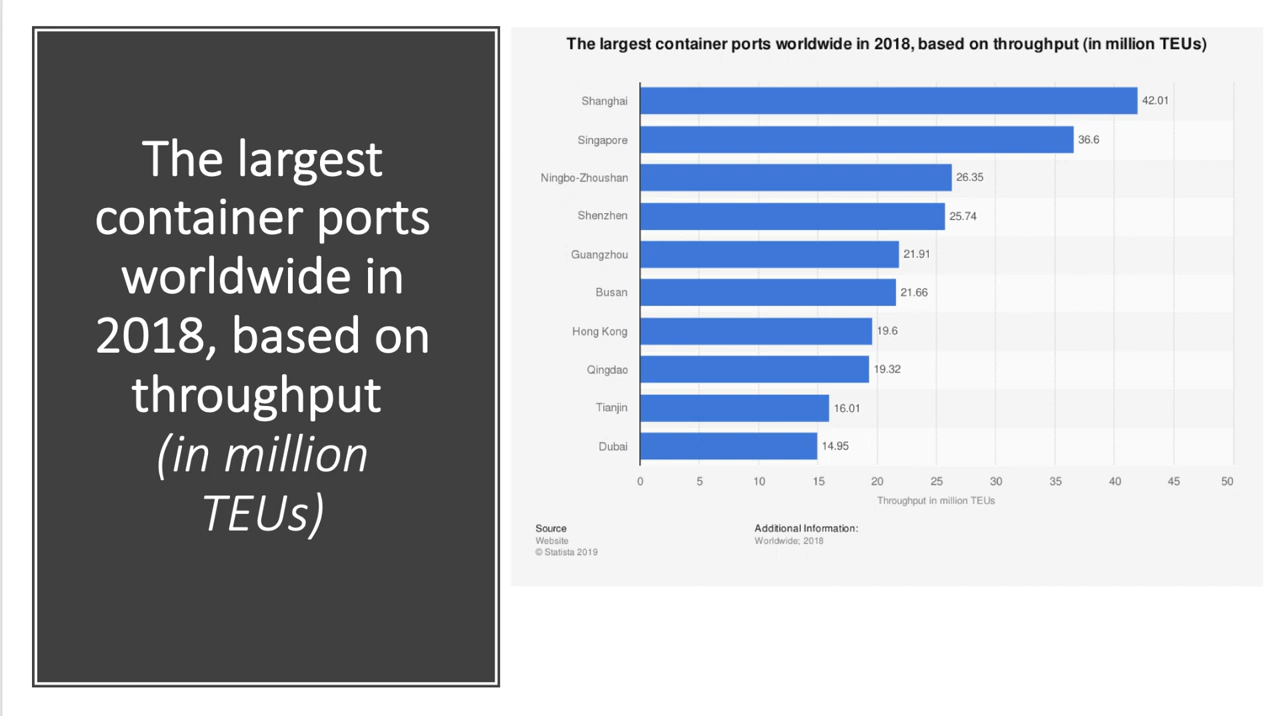 The largest
container ports
worldwide in
2018, based on
throughput
(in million
TEUs)
The largest container ports worldwide in 2018, based on throughput (in million TEUs)
Shanghai 42.01
Singapore 36.6
Ningbo-Zhoushan 26.35
Shenzhen 25.74
Guangzhou 21.91
Busan 21.66
Hong Kong 19.6
Qingdao 19.32
Tianjin 16.01
Dubai 14.95
0 5 10 15 20 25 30 35 40 45 50
Throughput in million TEUs
Source
Website
© Statista 2019
Additional Information:
Worldwide; 2018